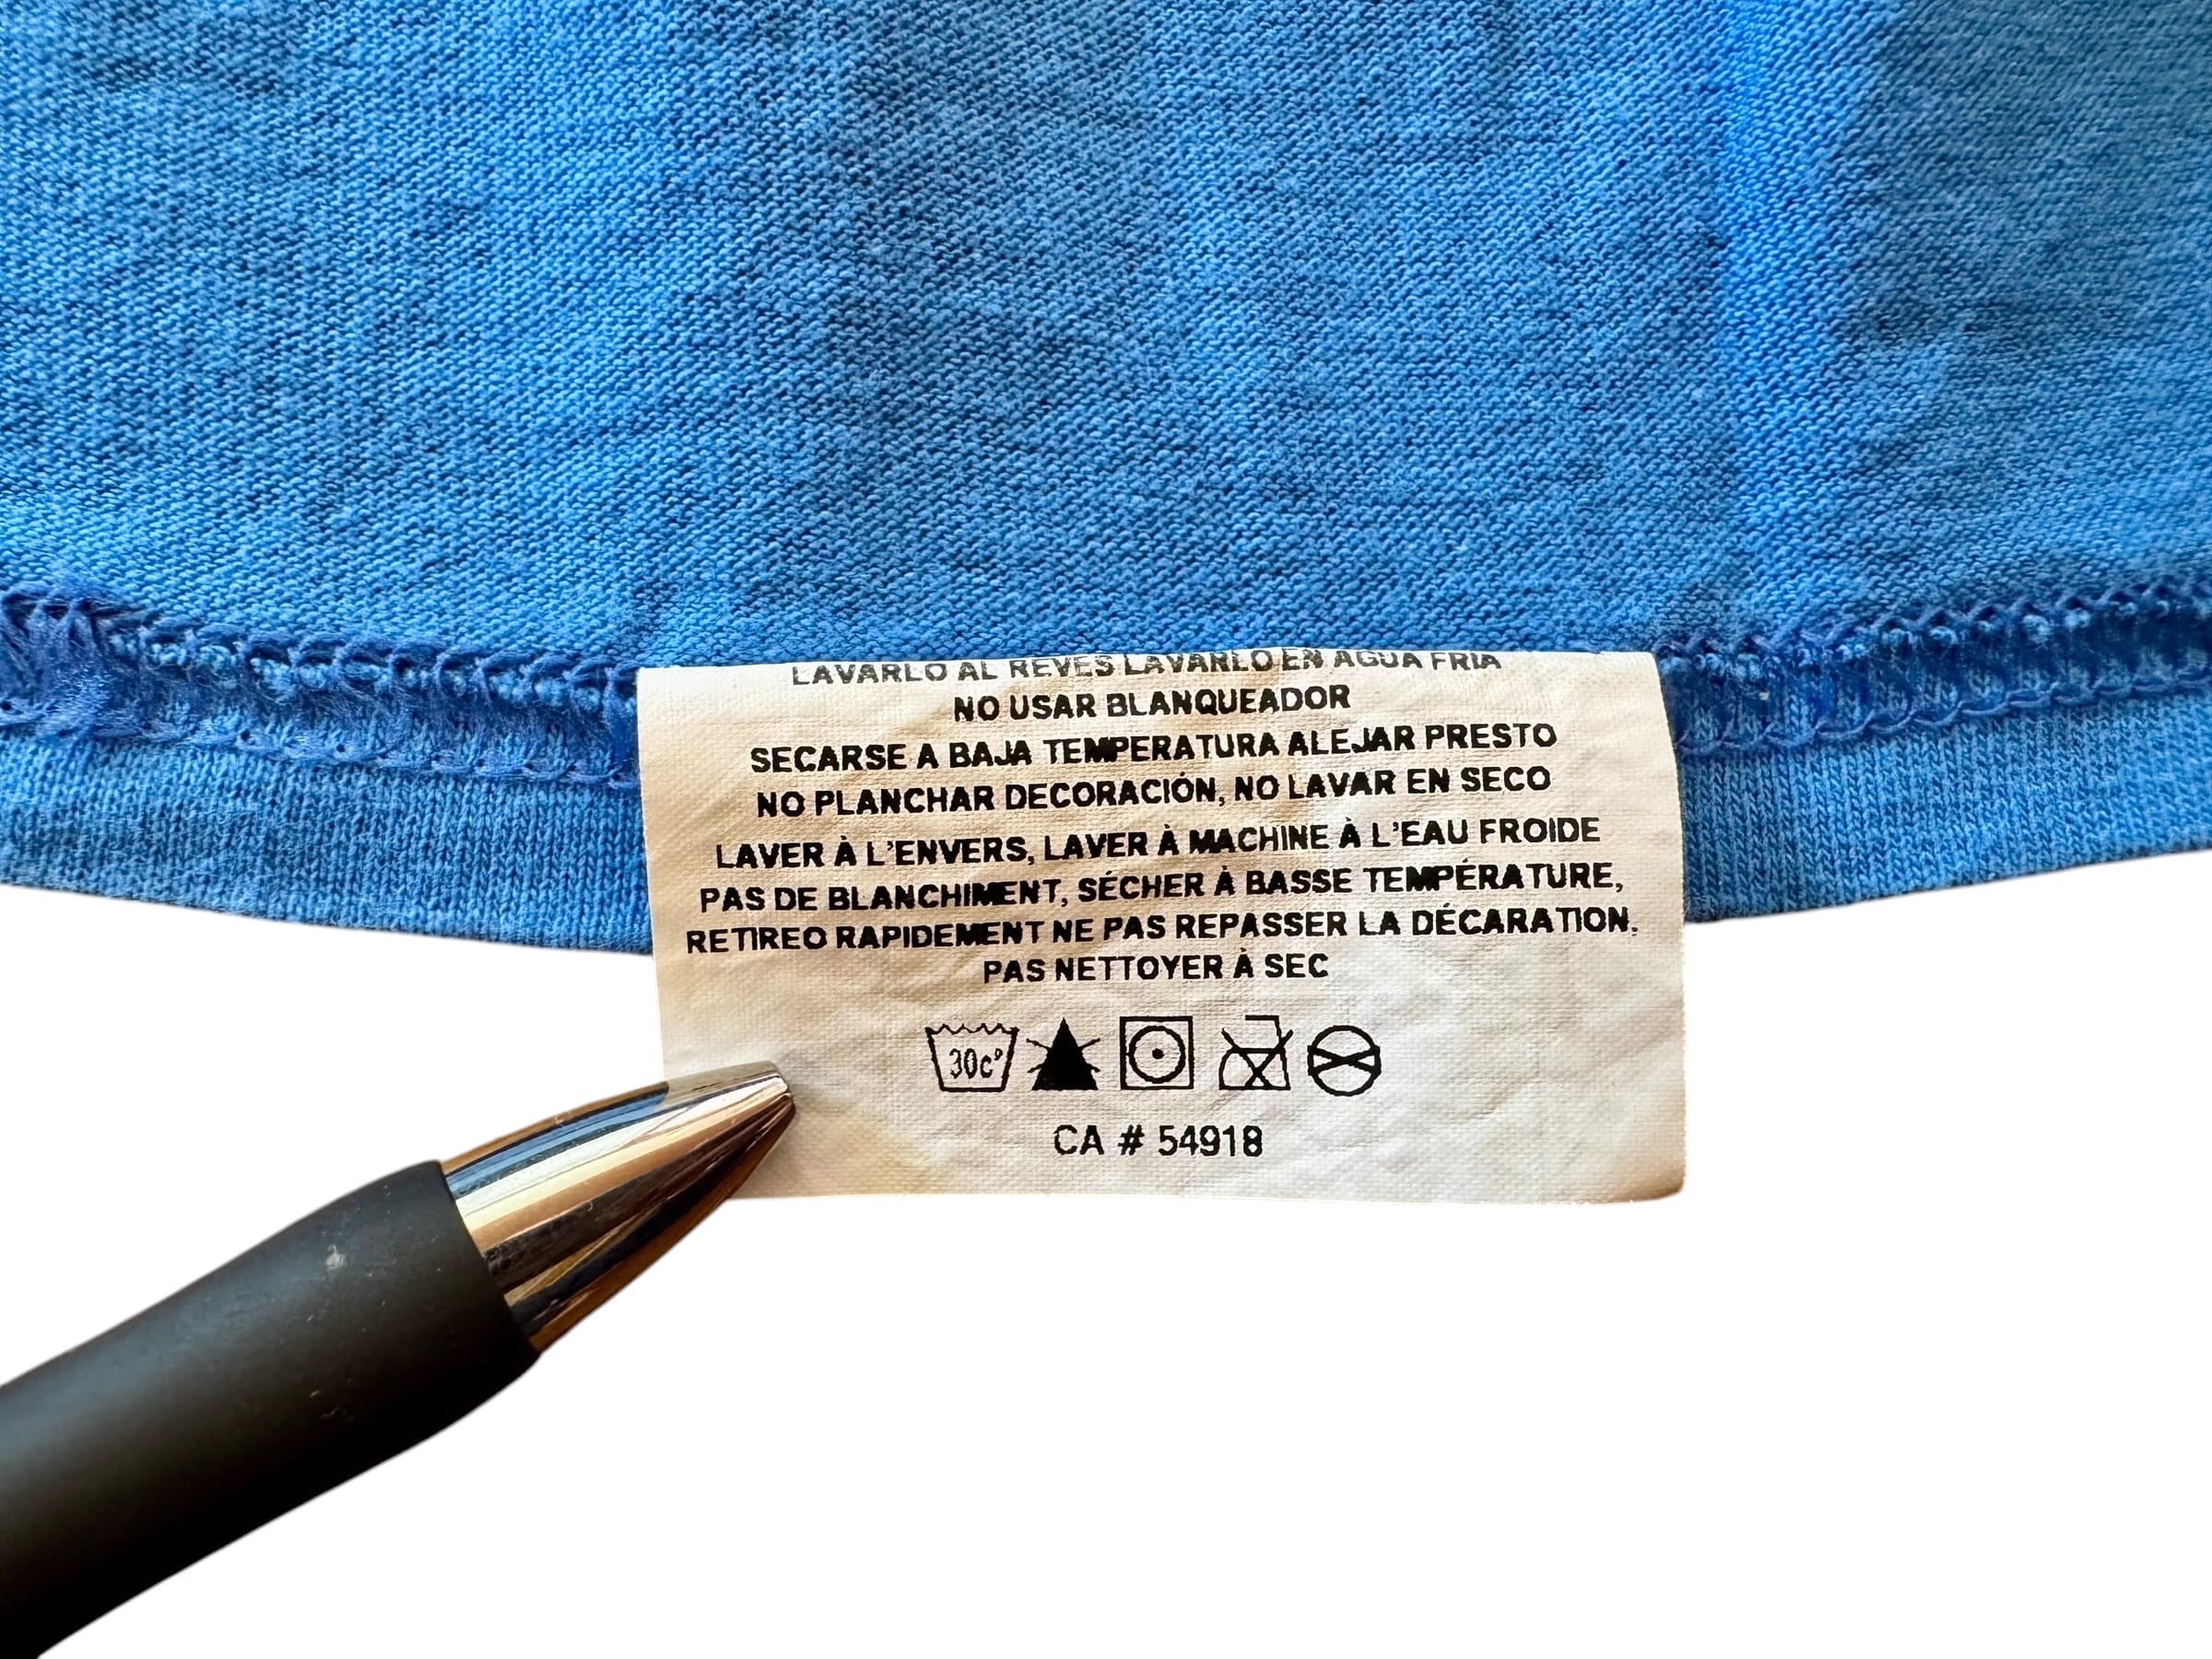 LAVARLO AL REVES LAVARLO EN AGUA FRIA
NO USAR BLANQUEADOR
SECARSE A BAJA TEMPERATURA ALEJAR PRESTO
NO PLANCHAR DECORACIÓN, NO LAVAR EN SECO
LAVER À L'ENVERS, LAVER À MACHINE À L'EAU FROIDE
PAS DE BLANCHIMENT, SÉCHER À BASSE TEMPÉRATURE,
RETIREO RAPIDEMENT NE PAS REPASSER LA DÉCARATION.
PAS NETTOYER À SEC
30c°
CA # 54918